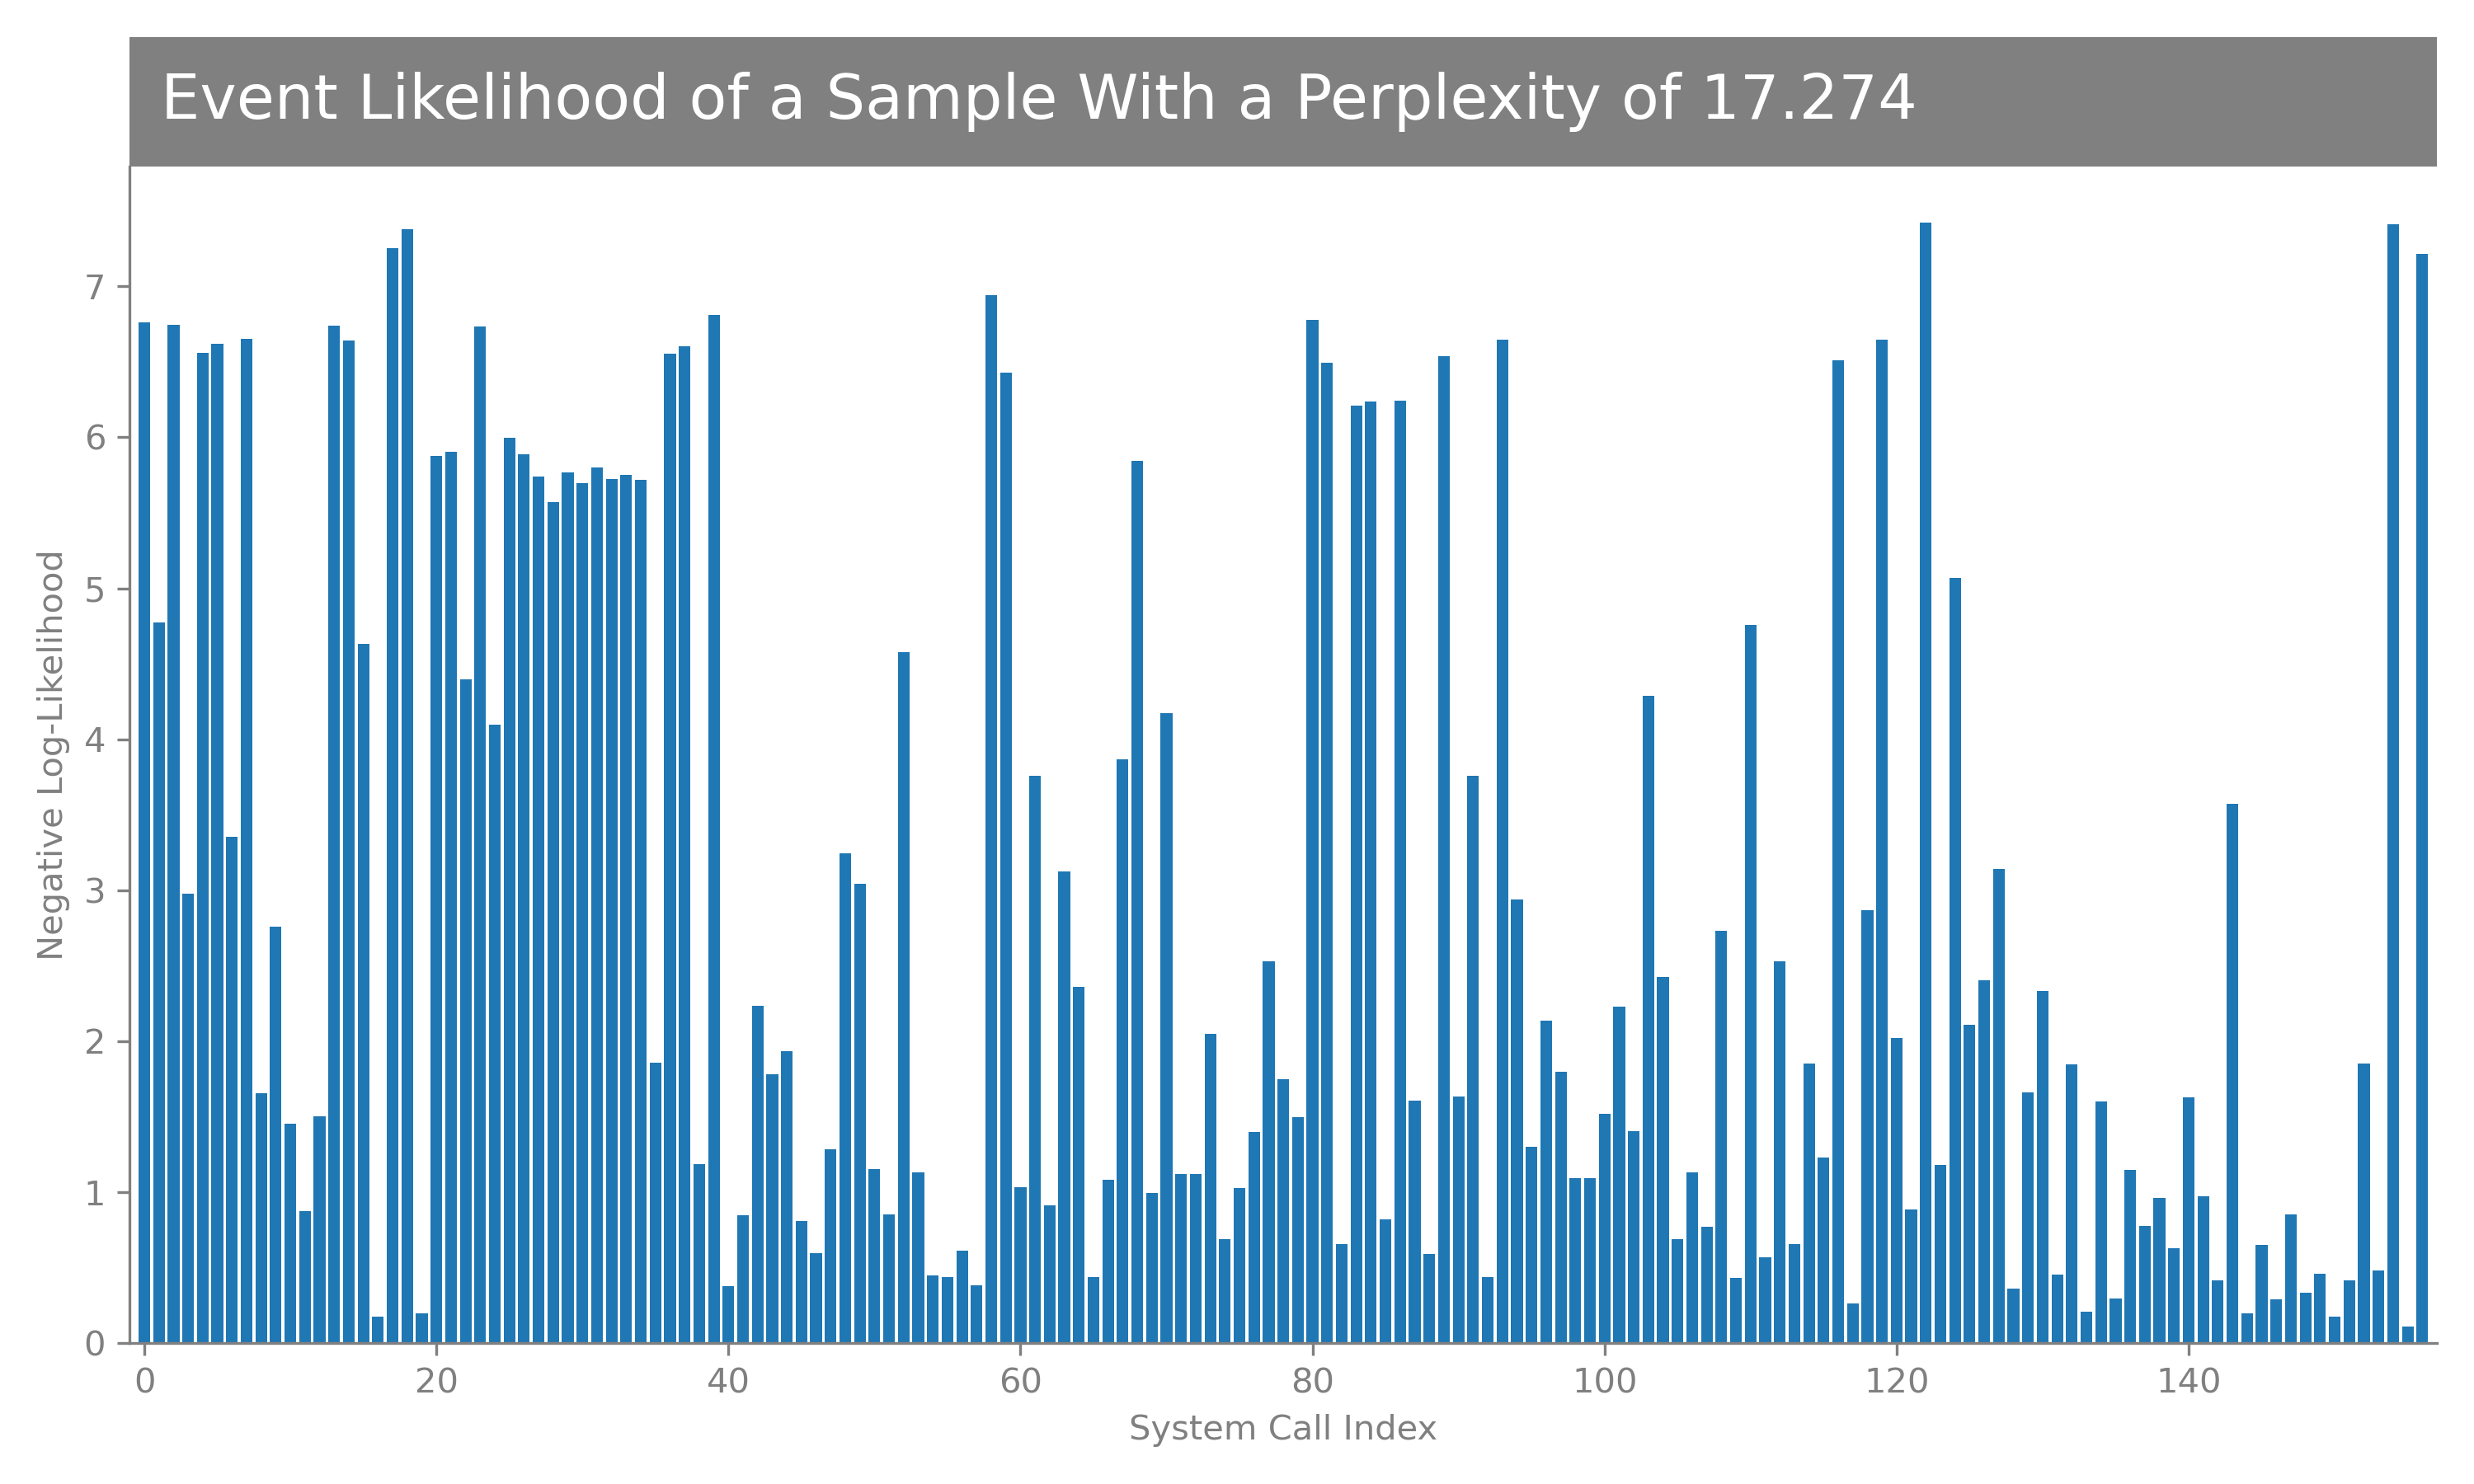 Event Likelihood of a Sample With a Perplexity of 17.274
Negative Log-Likelihood
7
6
5
4
3
2
1
0
0 20 40 60 80 100 120 140
System Call Index